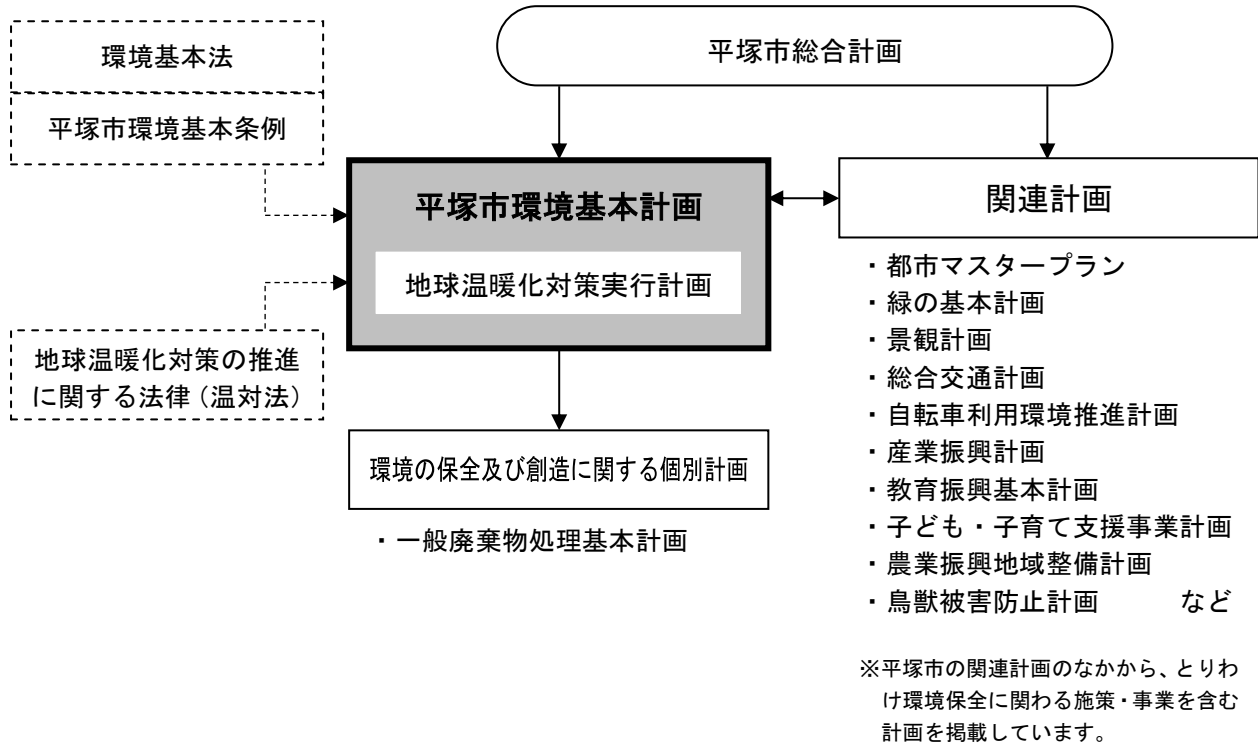 環境基本法
平塚市環境基本条例
平塚市総合計画
平塚市環境基本計画
地球温暖化対策実行計画
地球温暖化対策の推進
に関する法律（温対法）
環境の保全及び創造に関する個別計画
・一般廃棄物処理基本計画
関連計画
・都市マスタープラン
・緑の基本計画
・景観計画
・総合交通計画
・自転車利用環境推進計画
・産業振興計画
・教育振興基本計画
・子ども・子育て支援事業計画
・農業振興地域整備計画
・鳥獣被害防止計画　　　など
※平塚市の関連計画のなかから、とりわ
け環境保全に関わる施策・事業を含む
計画を掲載しています。